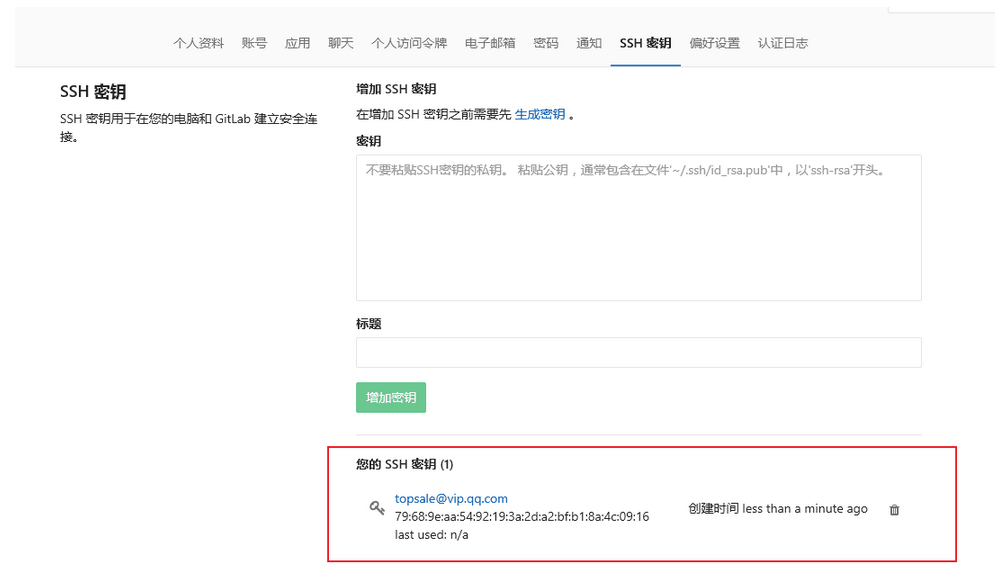 个人资料 账号 应用 聊天 个人访问令牌 电子邮箱 密码 通知 SSH 密钥 偏好设置 认证日志
SSH 密钥
SSH 密钥用于在您的电脑和 GitLab 建立安全连
接。
增加 SSH 密钥
在增加 SSH 密钥之前需要先 生成密钥 。
密钥
不要粘贴SSH密钥的私钥。 粘贴公钥，通常包含在文件'~/.ssh/id_rsa.pub'中，以'ssh-rsa'开头。
标题
增加密钥
您的 SSH 密钥 (1)
topsale@vip.qq.com
79:68:9e:aa:54:92:19:3a:2d:a2:bf:b1:8a:4c:09:16
last used: n/a
创建时间 less than a minute ago